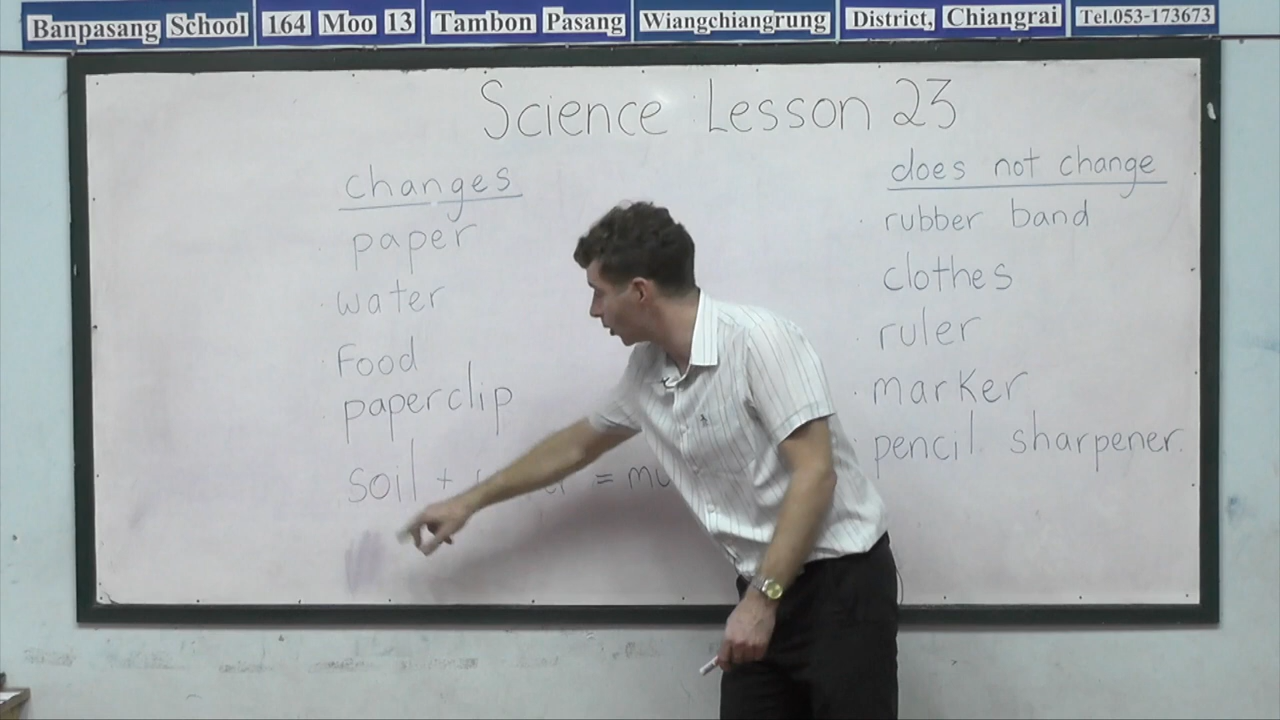 Banpasang School 164 Moo 13 Tambon Pasang Wiangchiangrung District, Chiangrai Tel.053-173673
Science Lesson 23
changes
paper
water
Food
paperclip
soil + = mu
does not change
rubber band
clothes
ruler
marker
pencil sharpener